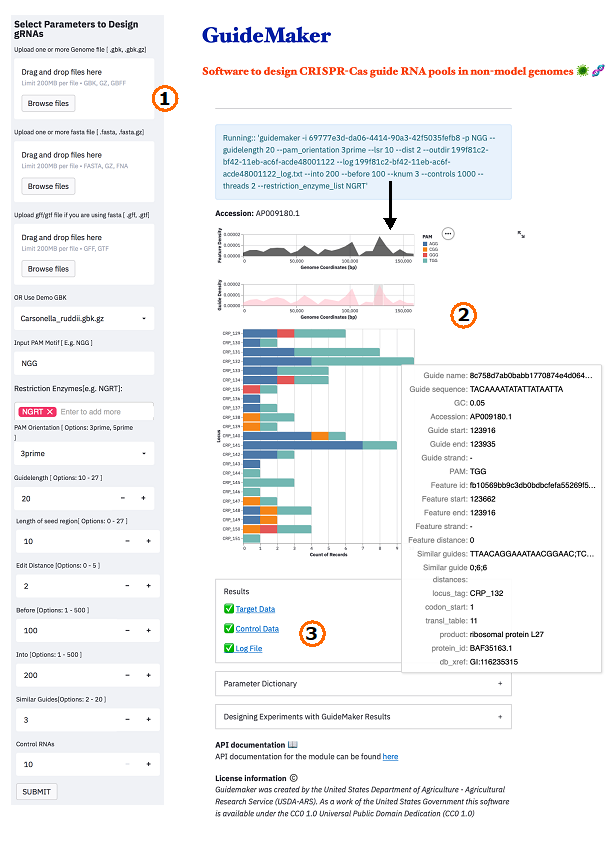 Select Parameters to Design
gRNAs
Upload one or more Genome file [ .gbk, .gbk.gz]
Drag and drop files here
Limit 200MB per file • GBK, GZ, GBFF
Browse files
1
Upload one or more fasta file [ .fasta, .fasta.gz]
Drag and drop files here
Limit 200MB per file • FASTA, GZ, FNA
Browse files
Upload gff/gtf file if you are using fasta [ .gff, .gtf]
Drag and drop files here
Limit 200MB per file • GFF, GTF
Browse files
OR Use Demo GBK
Carsonella_ruddii.gbk.gz
Input PAM Motif [ E.g. NGG ]
NGG
Restriction Enzymes[e.g. NGRT]:
NGRT ✕ Enter to add more
PAM Orientation [ Options: 3prime, 5prime
]
3prime
Guidelength [ Options: 10 - 27 ]
20 − +
Length of seed region[ Options: 0 - 27 ]
10 − +
Edit Distance [Options: 0 - 5 ]
2 − +
Before [Options: 1 - 500 ]
100 − +
Into [Options: 1 - 500 ]
200 − +
Similar Guides[Options: 2 - 20 ]
3 − +
Control RNAs
10 − +
SUBMIT
GuideMaker
Software to design CRISPR-Cas guide RNA pools in non-model genomes 🦠 🧬
Running:: 'guidemaker -i 69777e3d-da06-4414-90a3-42f5035fefb8 -p NGG --
guidelength 20 --pam_orientation 3prime --lsr 10 --dist 2 --outdir 199f81c2-
bf42-11eb-ac6f-acde48001122 --log 199f81c2-bf42-11eb-ac6f-
acde48001122_log.txt --into 200 --before 100 --knum 3 --controls 1000 --
threads 2 --restriction_enzyme_list NGRT'
Accession: AP009180.1
Feature Density
0.00002
0.00001
0.00000
0 50,000 100,000 150,000
Genome Coordinates (bp)
PAM
AGG
CGG
GGG
TGG
Guide Density
0.00002
0.00001
0.00000
0 50,000 100,000 150,000
Genome Coordinates (bp)
2
Locus
CRP_129
CRP_130
CRP_131
CRP_132
CRP_133
CRP_134
CRP_135
CRP_136
CRP_137
CRP_138
CRP_139
CRP_140
CRP_141
CRP_142
CRP_143
CRP_144
CRP_145
CRP_146
CRP_147
CRP_148
CRP_149
CRP_150
CRP_151
0 1 2 3 4 5 6 7 8 9
Count of Records
Guide name: 8c758d7ab0babb1770874e4d064...
Guide sequence: TACAAAATATATTATAATTA
GC: 0.05
Accession: AP009180.1
Guide start: 123916
Guide end: 123935
Guide strand: -
PAM: TGG
Feature id: fb10569bb9c3db0bdbcfefa55269f5...
Feature start: 123662
Feature end: 123916
Feature strand: -
Feature distance: 0
Similar guides: TTAACAGGAAATAACGGAAC;TC...
Similar guide 0;6;6
distances:
locus_tag: CRP_132
codon_start: 1
transl_table: 11
product: ribosomal protein L27
protein_id: BAF35163.1
db_xref: GI:116235315
Results
✅ Target Data
✅ Control Data
✅ Log File
3
Parameter Dictionary +
Designing Experiments with GuideMaker Results +
API documentation 📖
API documentation for the module can be found here
License information ©
Guidemaker was created by the United States Department of Agriculture - Agricultural
Research Service (USDA-ARS). As a work of the United States Government this software
is available under the CC0 1.0 Universal Public Domain Dedication (CC0 1.0)